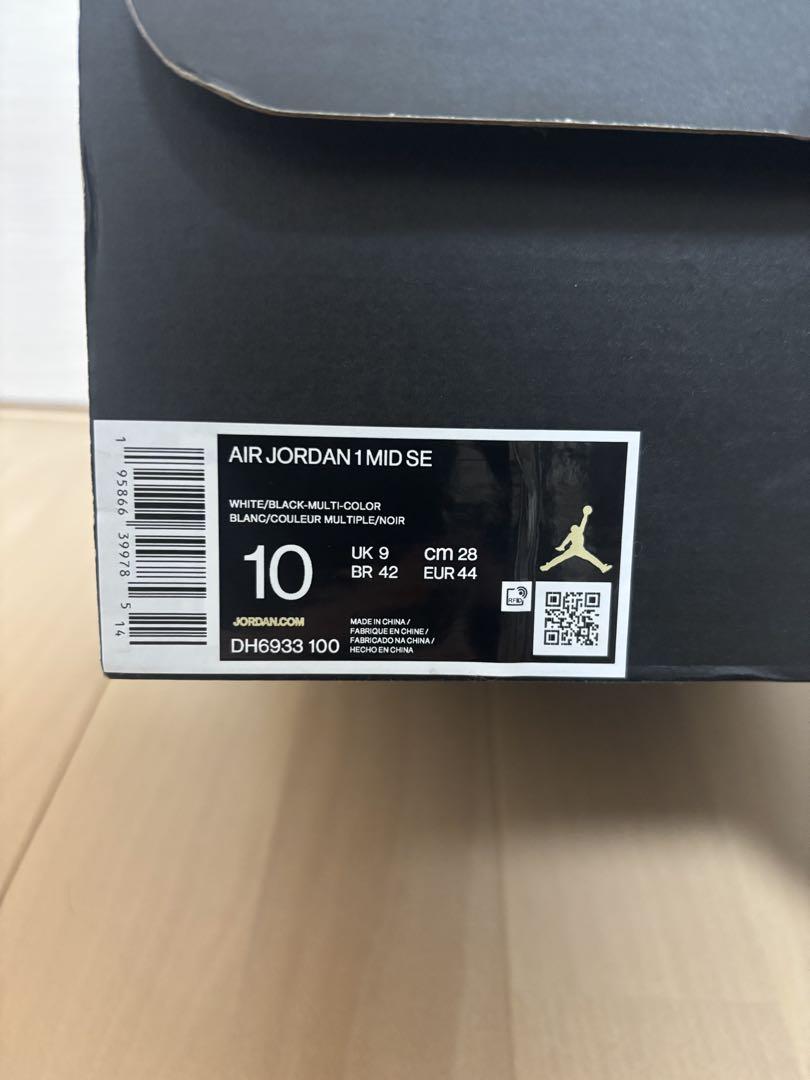 AIR JORDAN 1 MID SE
WHITE/BLACK-MULTI-COLOR
BLANC/COULEUR MULTIPLE/NOIR
10
UK 9 cm 28
BR 42 EUR 44
RFID
JORDAN.COM
DH6933 100
MADE IN CHINA /
FABRIQUE EN CHINE /
FABRICADO NA CHINA /
HECHO EN CHINA
1 95866 39978 5 14